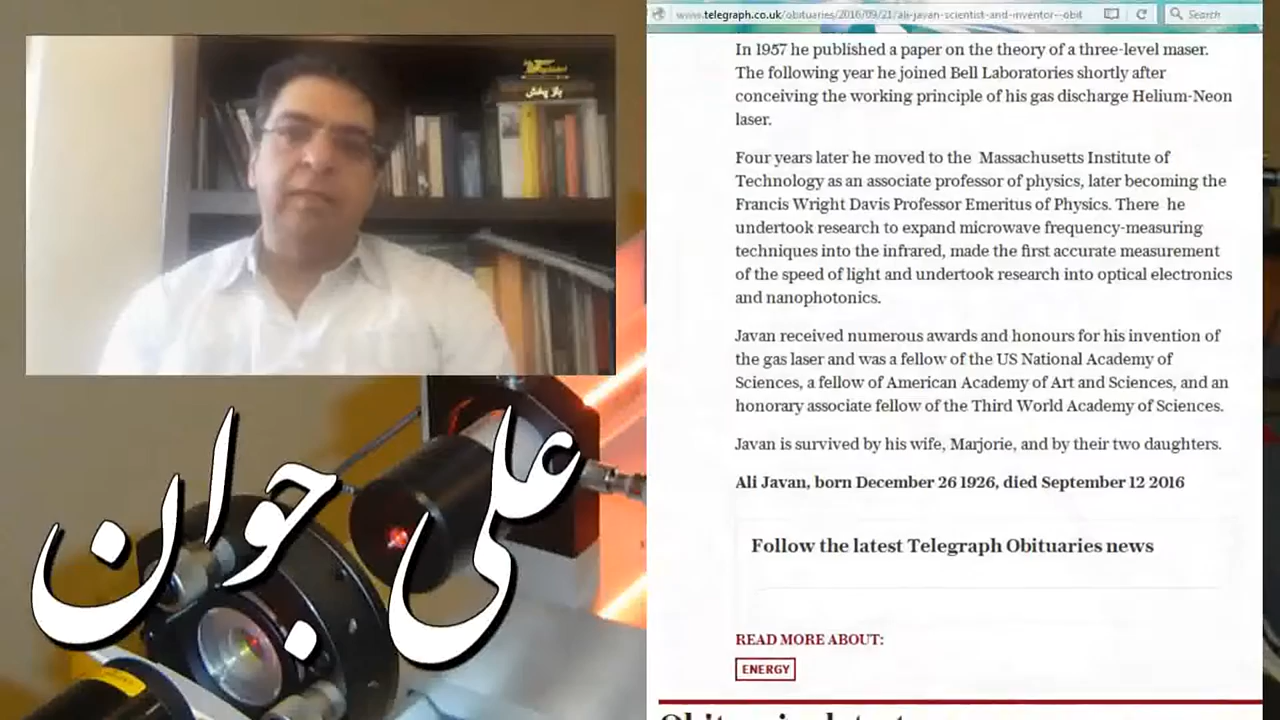 باز پخش
علی جوان
www.telegraph.co.uk/obituaries/2016/09/21/ali-javan-scientist-and-inventor--obit
Search
In 1957 he published a paper on the theory of a three-level maser.
The following year he joined Bell Laboratories shortly after
conceiving the working principle of his gas discharge Helium-Neon
laser.
Four years later he moved to the Massachusetts Institute of
Technology as an associate professor of physics, later becoming the
Francis Wright Davis Professor Emeritus of Physics. There he
undertook research to expand microwave frequency-measuring
techniques into the infrared, made the first accurate measurement
of the speed of light and undertook research into optical electronics
and nanophotonics.
Javan received numerous awards and honours for his invention of
the gas laser and was a fellow of the US National Academy of
Sciences, a fellow of American Academy of Art and Sciences, and an
honorary associate fellow of the Third World Academy of Sciences.
Javan is survived by his wife, Marjorie, and by their two daughters.
Ali Javan, born December 26 1926, died September 12 2016
Follow the latest Telegraph Obituaries news
READ MORE ABOUT:
ENERGY